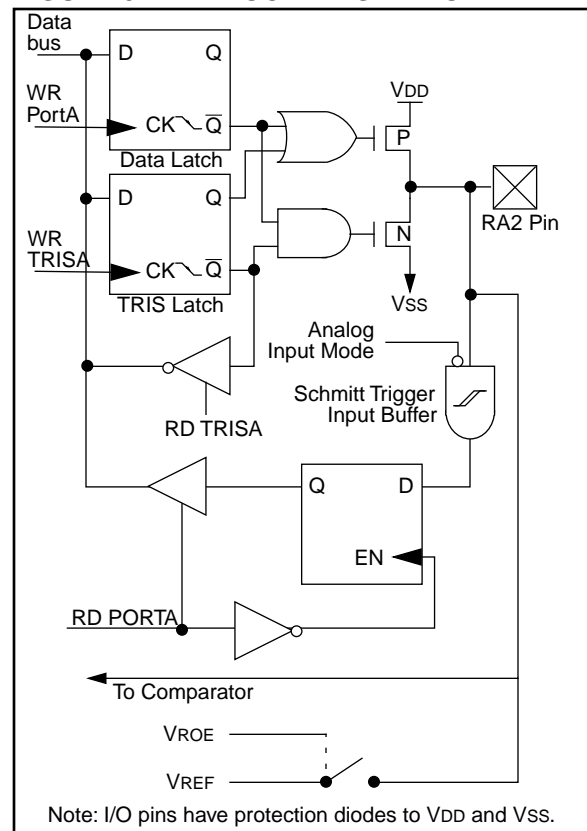 Data
bus
D Q
VDD
WR
PortA
CK Q
P
Data Latch
D Q
RA2 Pin
WR
TRISA
N
CK Q
VSS
TRIS Latch
Analog
Input Mode
Schmitt Trigger
Input Buffer
RD TRISA
Q D
EN
RD PORTA
To Comparator
VROE
VREF
Note: I/O pins have protection diodes to VDD and VSS.